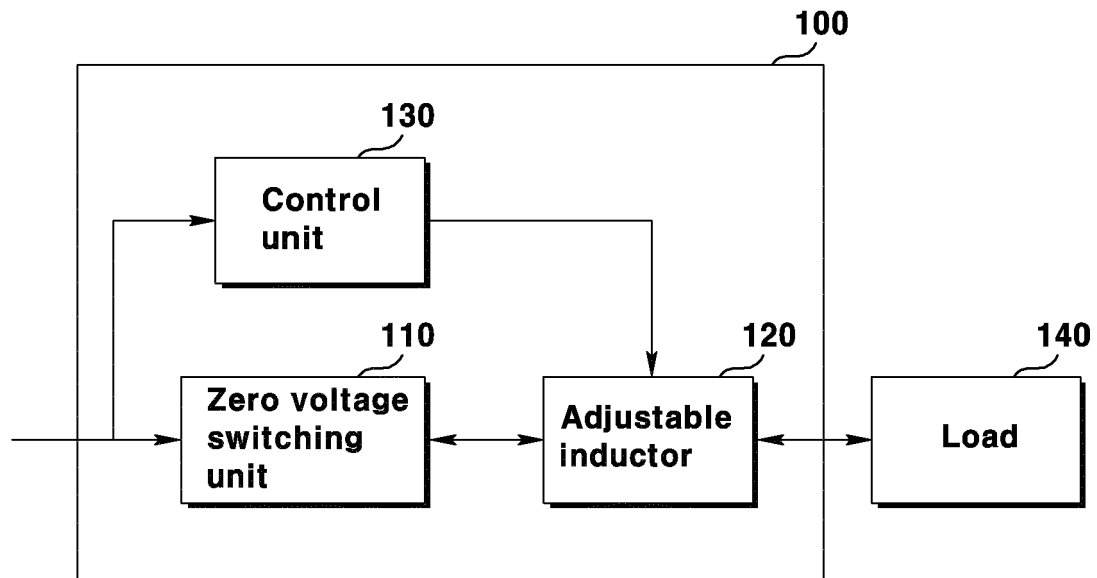 100
130
Control
unit
110
120
140
Zero voltage
switching
unit
Adjustable
inductor
Load